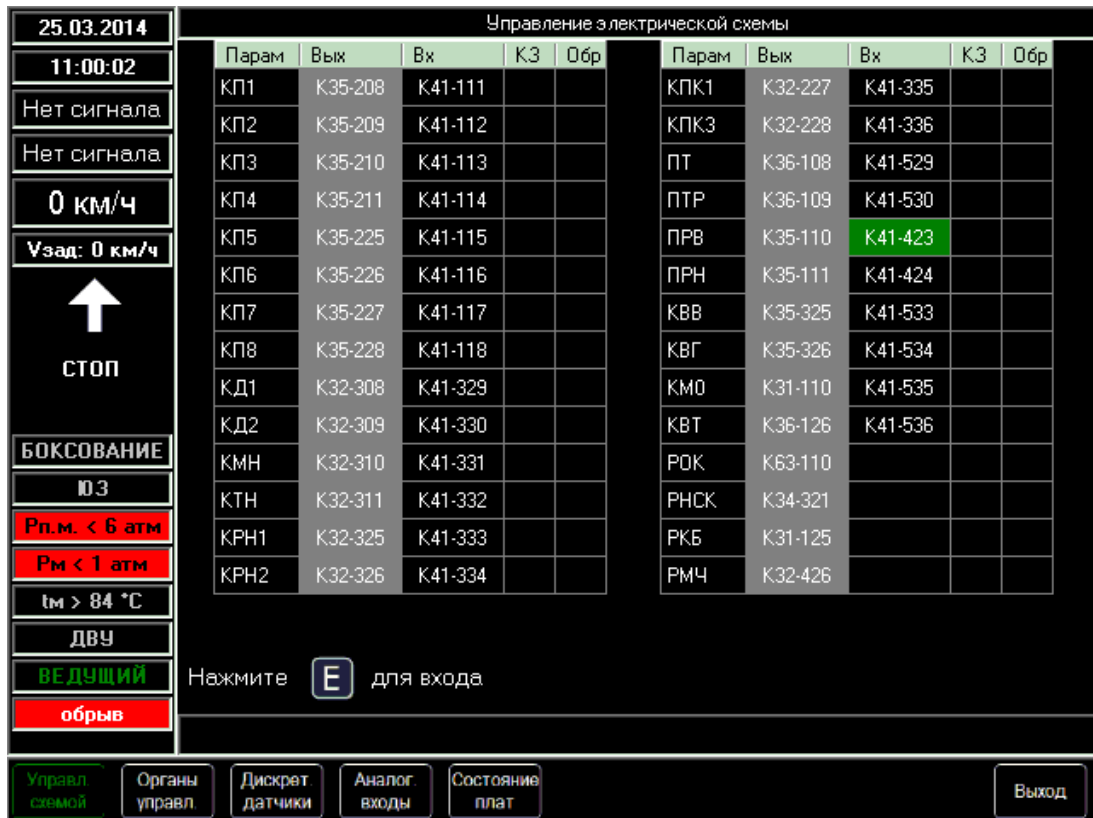 25.03.2014
11:00:02
Нет сигнала
Нет сигнала
0 км/ч
Vзад: 0 км/ч
СТОП
БОКСОВАНИЕ
ЮЗ
Рп.м. < 6 атм
Рм < 1 атм
tм > 84 °С
ДВУ
ВЕДУЩИЙ
обрыв
Управление электрической схемы
Парам Вых Вх КЗ Обр
КП1 К35-208 К41-111
КП2 К35-209 К41-112
КП3 К35-210 К41-113
КП4 К35-211 К41-114
КП5 К35-225 К41-115
КП6 К35-226 К41-116
КП7 К35-227 К41-117
КП8 К35-228 К41-118
КД1 К32-308 К41-329
КД2 К32-309 К41-330
КМН К32-310 К41-331
КТН К32-311 К41-332
КРН1 К32-325 К41-333
КРН2 К32-326 К41-334
Парам Вых Вх КЗ Обр
КПК1 К32-227 К41-335
КПК3 К32-228 К41-336
ПТ К36-108 К41-529
ПТР К36-109 К41-530
ПРВ К35-110 К41-423
ПРН К35-111 К41-424
КВВ К35-325 К41-533
КВГ К35-326 К41-534
КМО К31-110 К41-535
КВТ К36-126 К41-536
РОК К63-110
РНСК К34-321
РКБ К31-125
РМЧ К32-426
Нажмите E для входа
Управл.
схемой
Органы
управл.
Дискрет.
датчики
Аналог.
входы
Состояние
плат
Выход